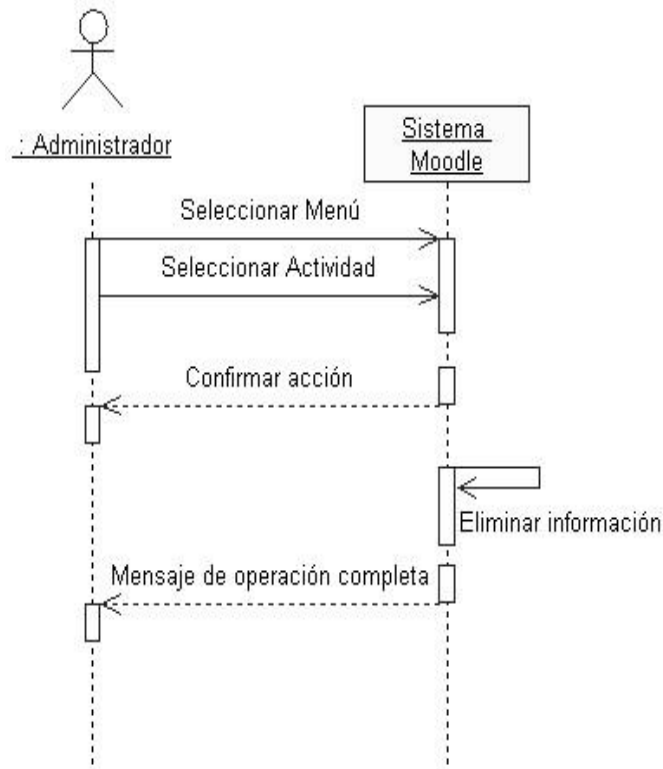 : Administrador
Sistema
Moodle
Seleccionar Menú
Seleccionar Actividad
Confirmar acción
Eliminar información
Mensaje de operación completa